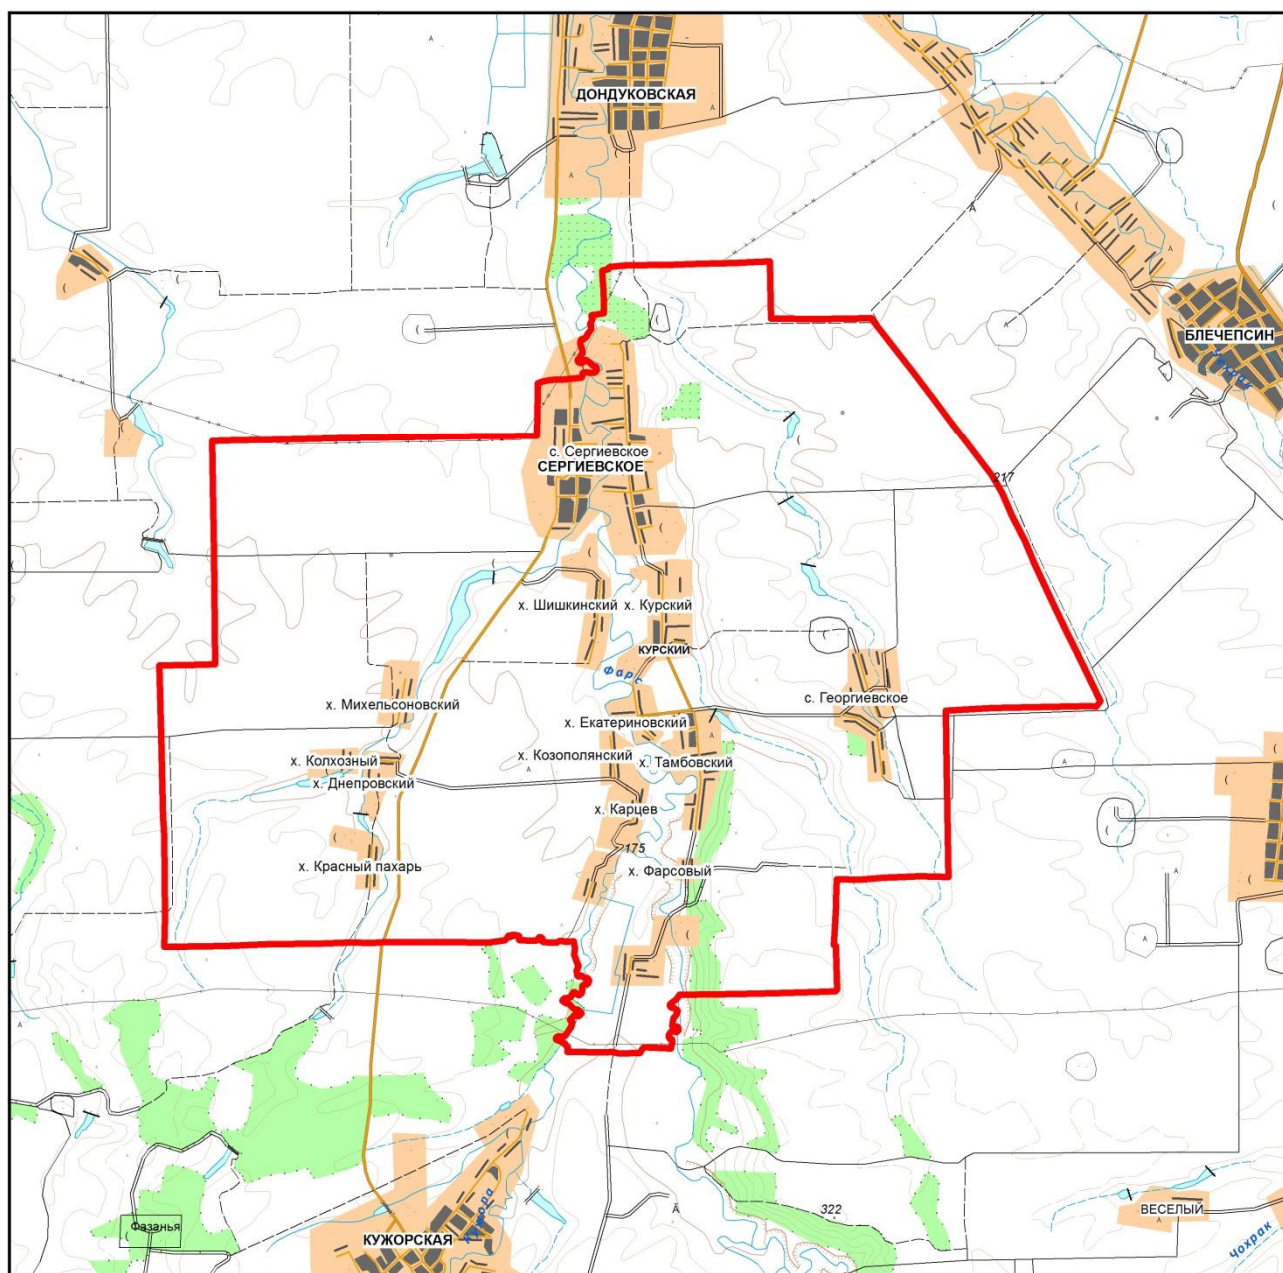 ДОНДУКОВСКАЯ
БЛЕЧЕПСИН
с. Сергиевское
СЕРГИЕВСКОЕ
217
х. Шишкинский
х. Курский
КУРСКИЙ
Фарс
х. Михельсоновский
с. Георгиевское
х. Екатериновский
х. Козополянский
х. Колхозный
х. Тамбовский
х. Днепровский
х. Карцев
175
х. Красный пахарь
х. Фарсовый
322
ВЕСЕЛЫЙ
Фазанья
Кужора
КУЖОРСКАЯ
Чохрак